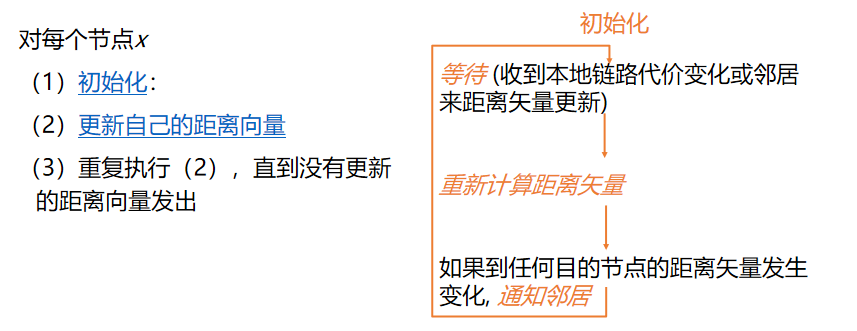 对每个节点x
（1）初始化：
（2）更新自己的距离向量
（3）重复执行（2），直到没有更新
的距离向量发出
初始化
等待 (收到本地链路代价变化或邻居
来距离矢量更新)
重新计算距离矢量
如果到任何目的节点的距离矢量发生
变化, 通知邻居